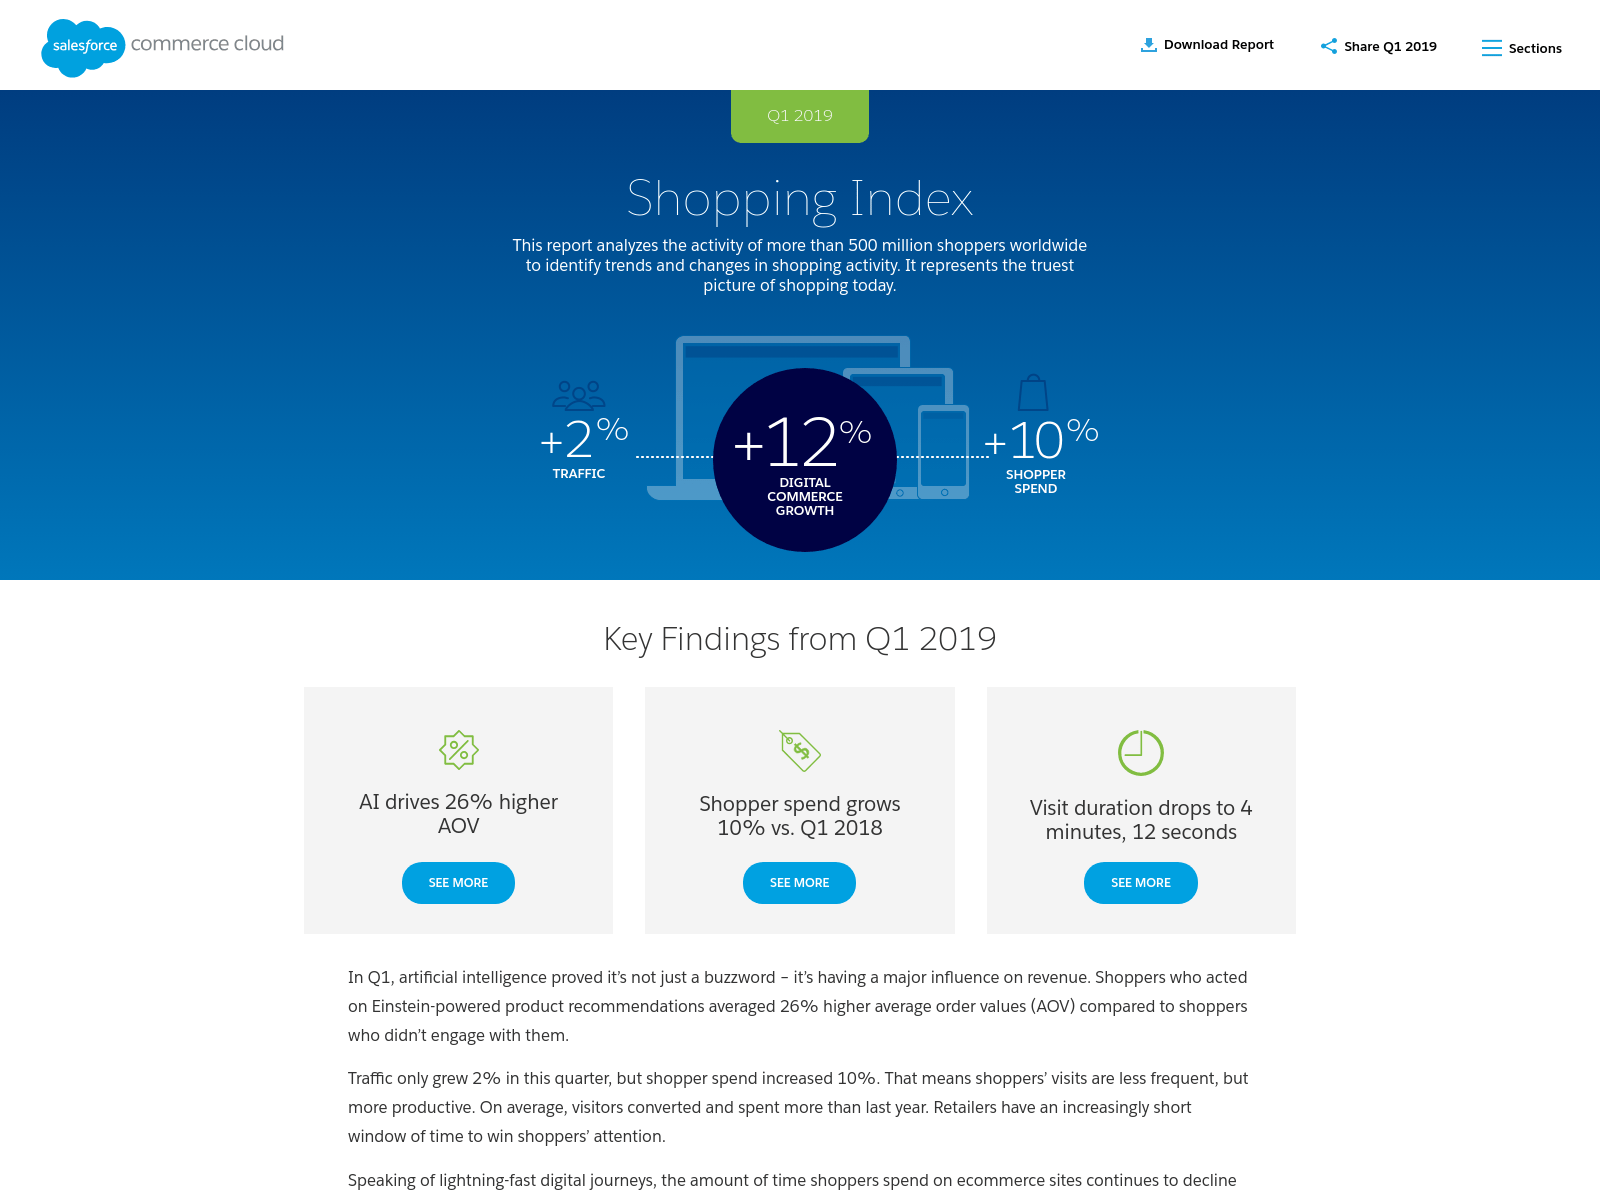 salesforce commerce cloud
Download Report
Share Q1 2019
Sections
Q1 2019
Shopping Index
This report analyzes the activity of more than 500 million shoppers worldwide
to identify trends and changes in shopping activity. It represents the truest
picture of shopping today.
+2%
TRAFFIC
+12%
DIGITAL
COMMERCE
GROWTH
+10%
SHOPPER
SPEND
Key Findings from Q1 2019
AI drives 26% higher
AOV
SEE MORE
Shopper spend grows
10% vs. Q1 2018
SEE MORE
Visit duration drops to 4
minutes, 12 seconds
SEE MORE
In Q1, artificial intelligence proved it’s not just a buzzword – it’s having a major influence on revenue. Shoppers who acted
on Einstein-powered product recommendations averaged 26% higher average order values (AOV) compared to shoppers
who didn’t engage with them.
Traffic only grew 2% in this quarter, but shopper spend increased 10%. That means shoppers’ visits are less frequent, but
more productive. On average, visitors converted and spent more than last year. Retailers have an increasingly short
window of time to win shoppers’ attention.
Speaking of lightning-fast digital journeys, the amount of time shoppers spend on ecommerce sites continues to decline